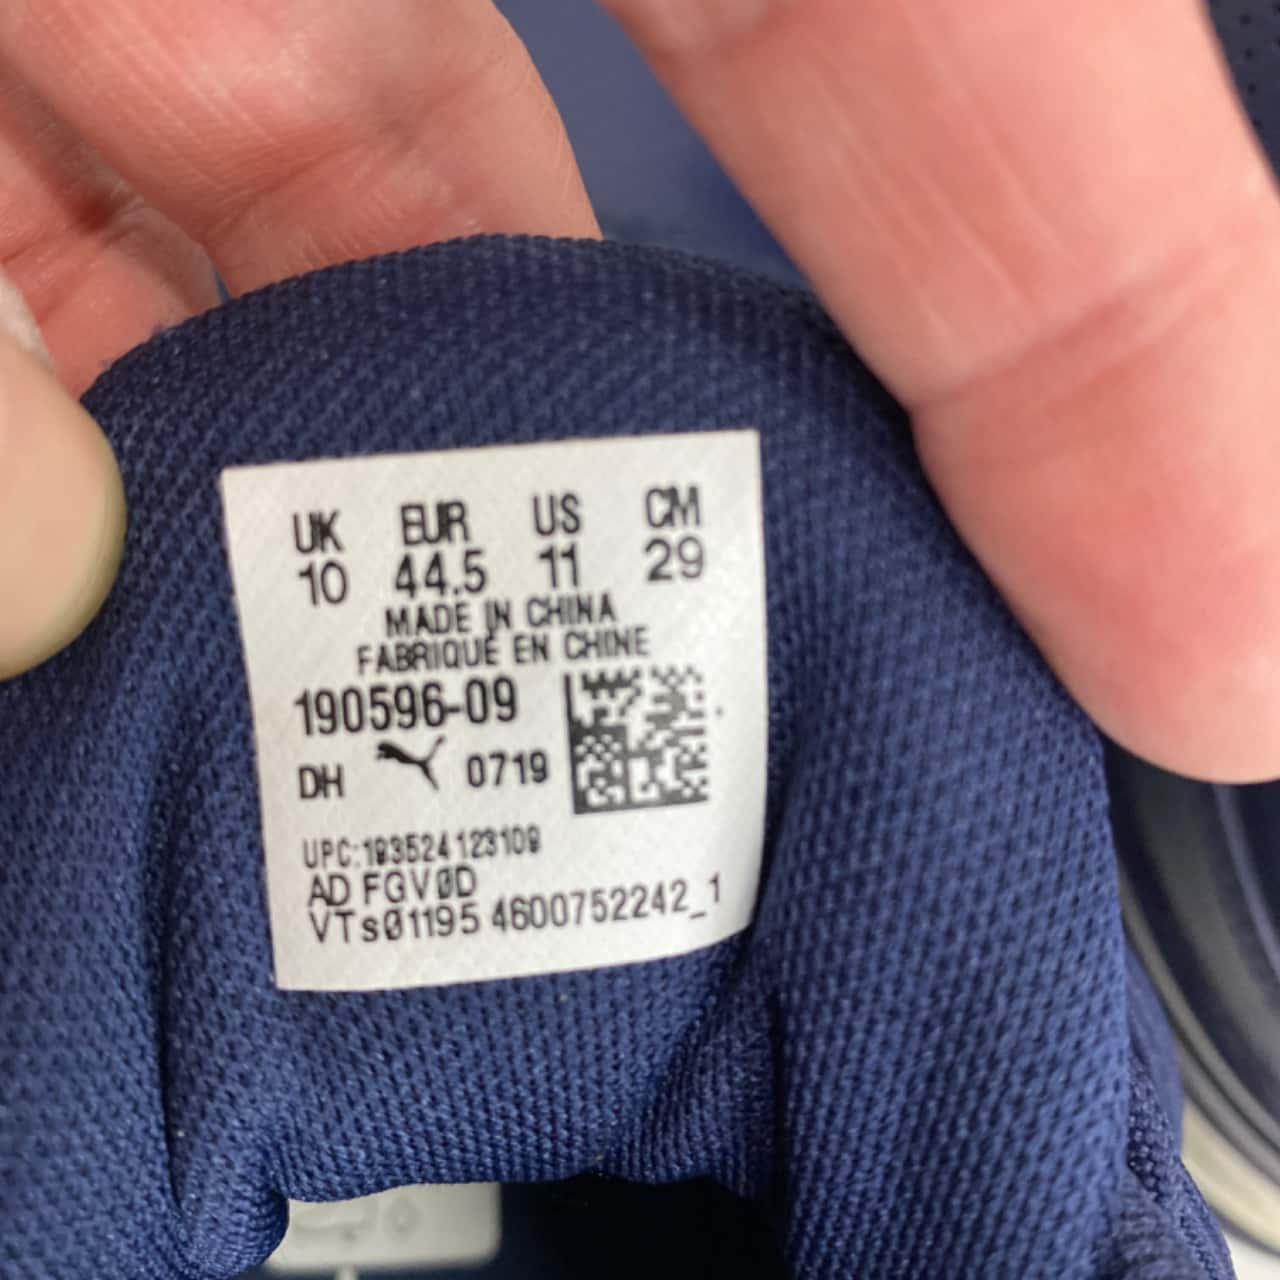 UK EUR US CM
10 44.5 11 29
MADE IN CHINA
FABRIQUÉ EN CHINE
190596-09
DH 0719
UPC:193524123109
AD FGVØD
VTsØ1195 4600752242_1